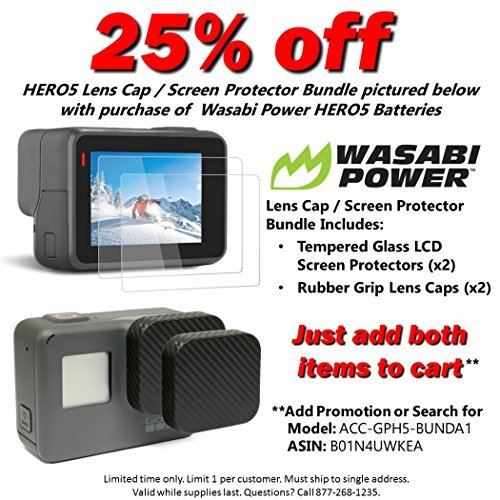 25% off
HERO5 Lens Cap / Screen Protector Bundle pictured below
with purchase of Wasabi Power HERO5 Batteries
WASABI
POWER™
Lens Cap / Screen Protector
Bundle Includes:
• Tempered Glass LCD
Screen Protectors (x2)
• Rubber Grip Lens Caps (x2)
Just add both
items to cart**
**Add Promotion or Search for
Model: ACC-GPH5-BUNDA1
ASIN: B01N4UWKEA
Limited time only. Limit 1 per customer. Must ship to single address.
Valid while supplies last. Questions? Call 877-268-1235.